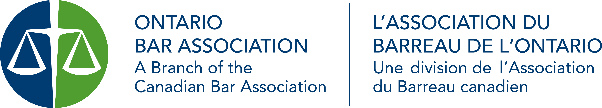 ONTARIO
BAR ASSOCIATION
A Branch of the
Canadian Bar Association
L'ASSOCIATION DU
BARREAU DE L'ONTARIO
Une division de l'Association
du Barreau canadien